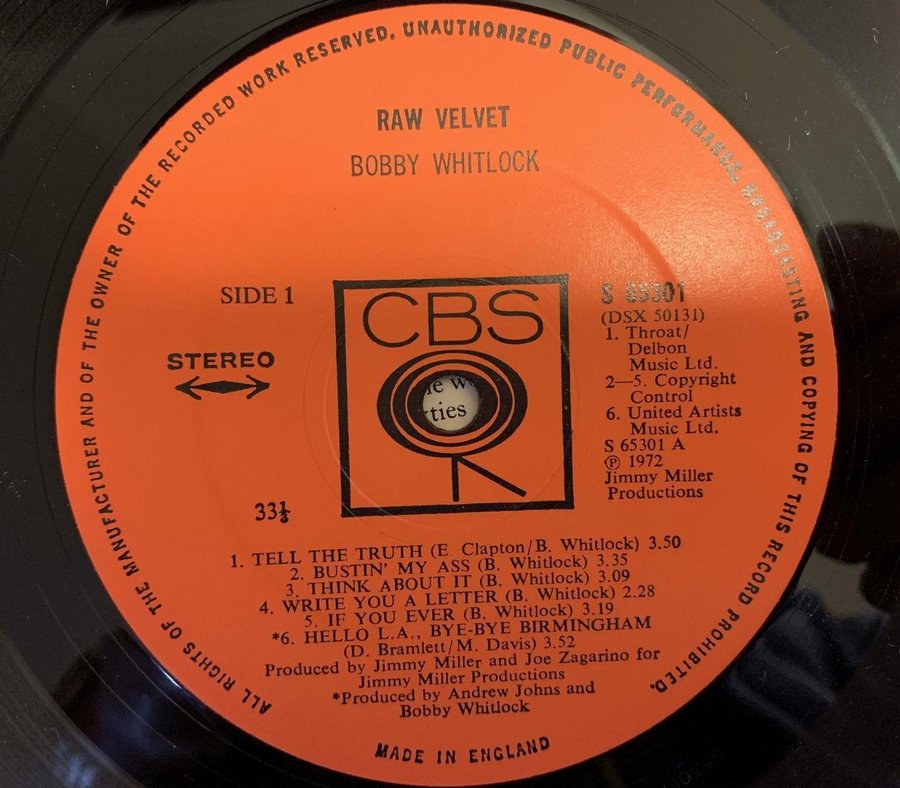 ALL RIGHTS OF THE MANUFACTURER AND OF THE OWNER OF THE RECORDED WORK RESERVED. UNAUTHORIZED PUBLIC PERFORMANCE, BROADCASTING AND COPYING OF THIS RECORD PROHIBITED.
RAW VELVET
BOBBY WHITLOCK
SIDE 1
STEREO
33⅓
CBS
ties
S 65301
(DSX 50131)
1. Throat/
Delbon
Music Ltd.
2—5. Copyright
Control
6. United Artists
Music Ltd.
S 65301 A
℗ 1972
Jimmy Miller
Productions
1. TELL THE TRUTH (E. Clapton/B. Whitlock) 3.50
2. BUSTIN' MY ASS (B. Whitlock) 3.35
3. THINK ABOUT IT (B. Whitlock) 3.09
4. WRITE YOU A LETTER (B. Whitlock) 2.28
5. IF YOU EVER (B. Whitlock) 3.19
*6. HELLO L.A., BYE-BYE BIRMINGHAM
(D. Bramlett/M. Davis) 3.52
Produced by Jimmy Miller and Joe Zagarino for
Jimmy Miller Productions
*Produced by Andrew Johns and
Bobby Whitlock
MADE IN ENGLAND